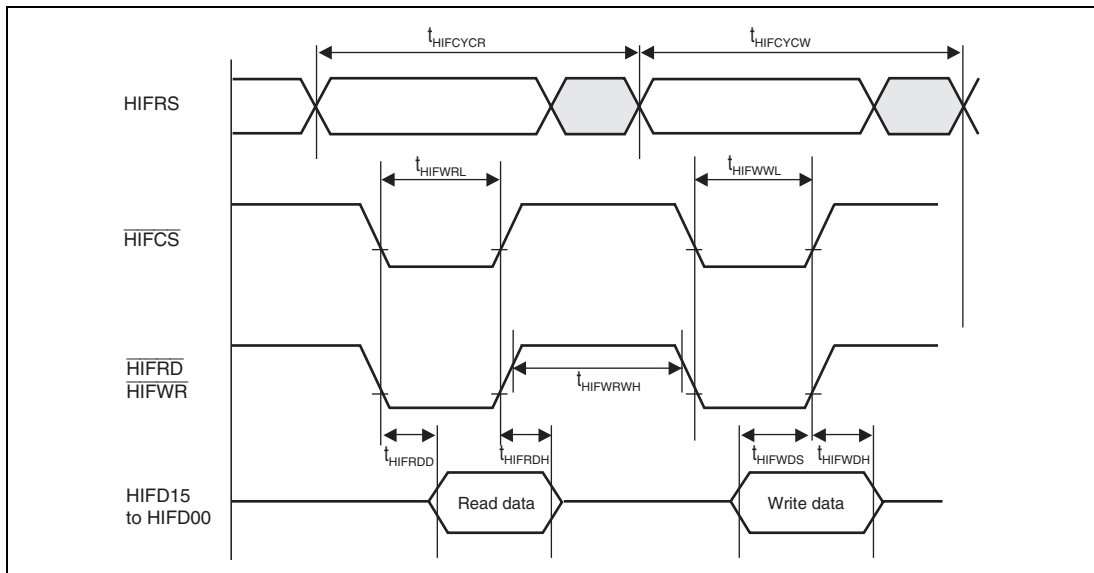 tHIFCYCR tHIFCYCW
HIFRS
tHIFWRL tHIFWWL
HIFCS
HIFRD
HIFWR
tHIFWRWH
tHIFRDD tHIFRDH tHIFWDS tHIFWDH
HIFD15
to HIFD00
Read data Write data